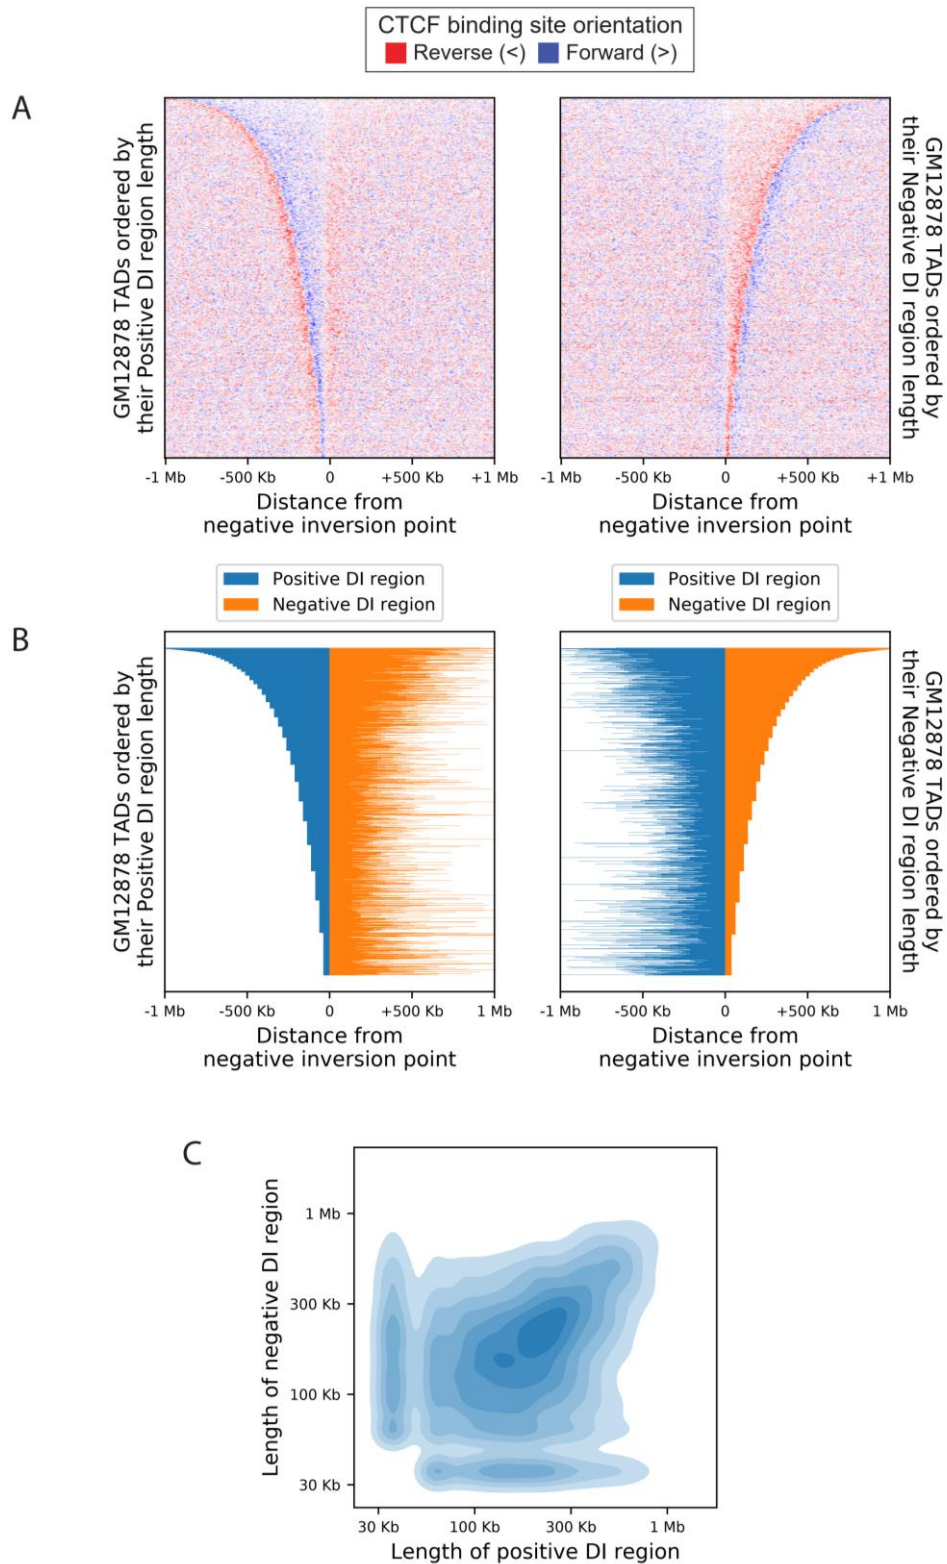 CTCF binding site orientation
Reverse (<) Forward (>)
A
GM12878 TADs ordered by
their Positive DI region length
-1 Mb -500 Kb 0 +500 Kb +1 Mb
Distance from
negative inversion point
-1 Mb -500 Kb 0 +500 Kb +1 Mb
Distance from
negative inversion point
GM12878 TADs ordered by
their Negative DI region length
B
Positive DI region
Negative DI region
GM12878 TADs ordered by
their Positive DI region length
-1 Mb -500 Kb 0 +500 Kb 1 Mb
Distance from
negative inversion point
Positive DI region
Negative DI region
-1 Mb -500 Kb 0 +500 Kb 1 Mb
Distance from
negative inversion point
GM12878 TADs ordered by
their Negative DI region length
C
Length of negative DI region
1 Mb
300 Kb
100 Kb
30 Kb
30 Kb 100 Kb 300 Kb 1 Mb
Length of positive DI region